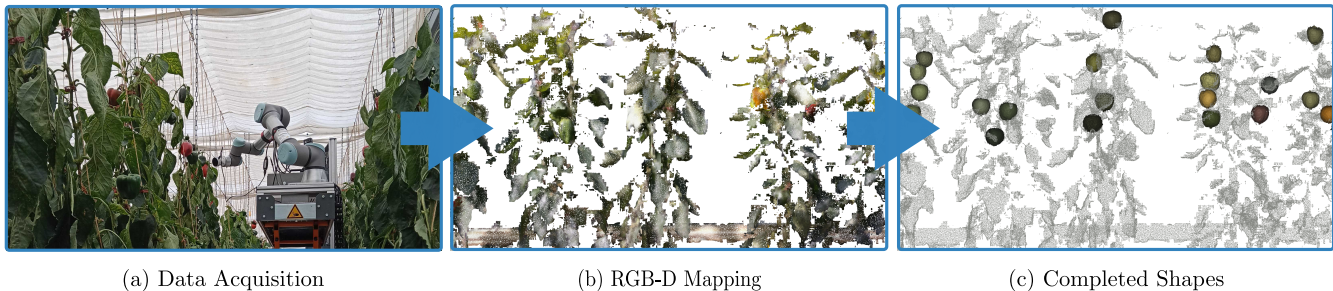 (a) Data Acquisition
(b) RGB-D Mapping
(c) Completed Shapes